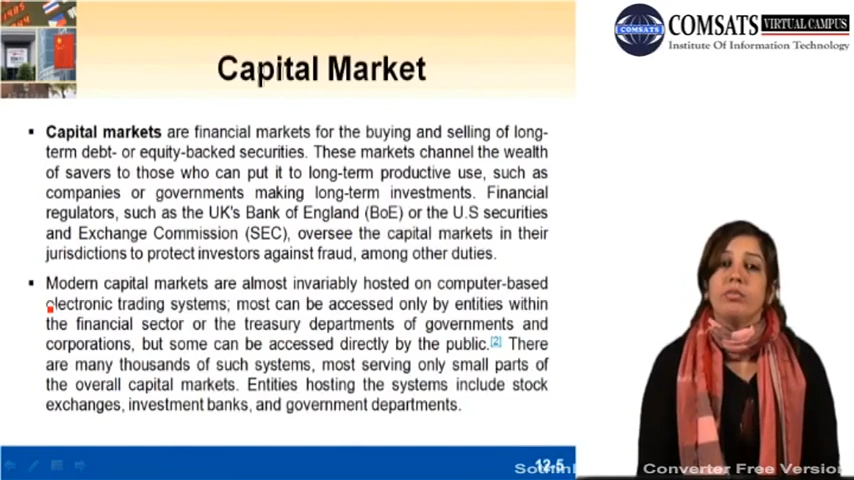 COMSATS VIRTUAL CAMPUS
COMSATS
Institute Of Information Technology
Capital Market
▪ Capital markets are financial markets for the buying and selling of long-
term debt- or equity-backed securities. These markets channel the wealth
of savers to those who can put it to long-term productive use, such as
companies or governments making long-term investments. Financial
regulators, such as the UK's Bank of England (BoE) or the U.S securities
and Exchange Commission (SEC), oversee the capital markets in their
jurisdictions to protect investors against fraud, among other duties.
▪ Modern capital markets are almost invariably hosted on computer-based
electronic trading systems; most can be accessed only by entities within
the financial sector or the treasury departments of governments and
corporations, but some can be accessed directly by the public.[2] There
are many thousands of such systems, most serving only small parts of
the overall capital markets. Entities hosting the systems include stock
exchanges, investment banks, and government departments.
12-5
Converter Free Version